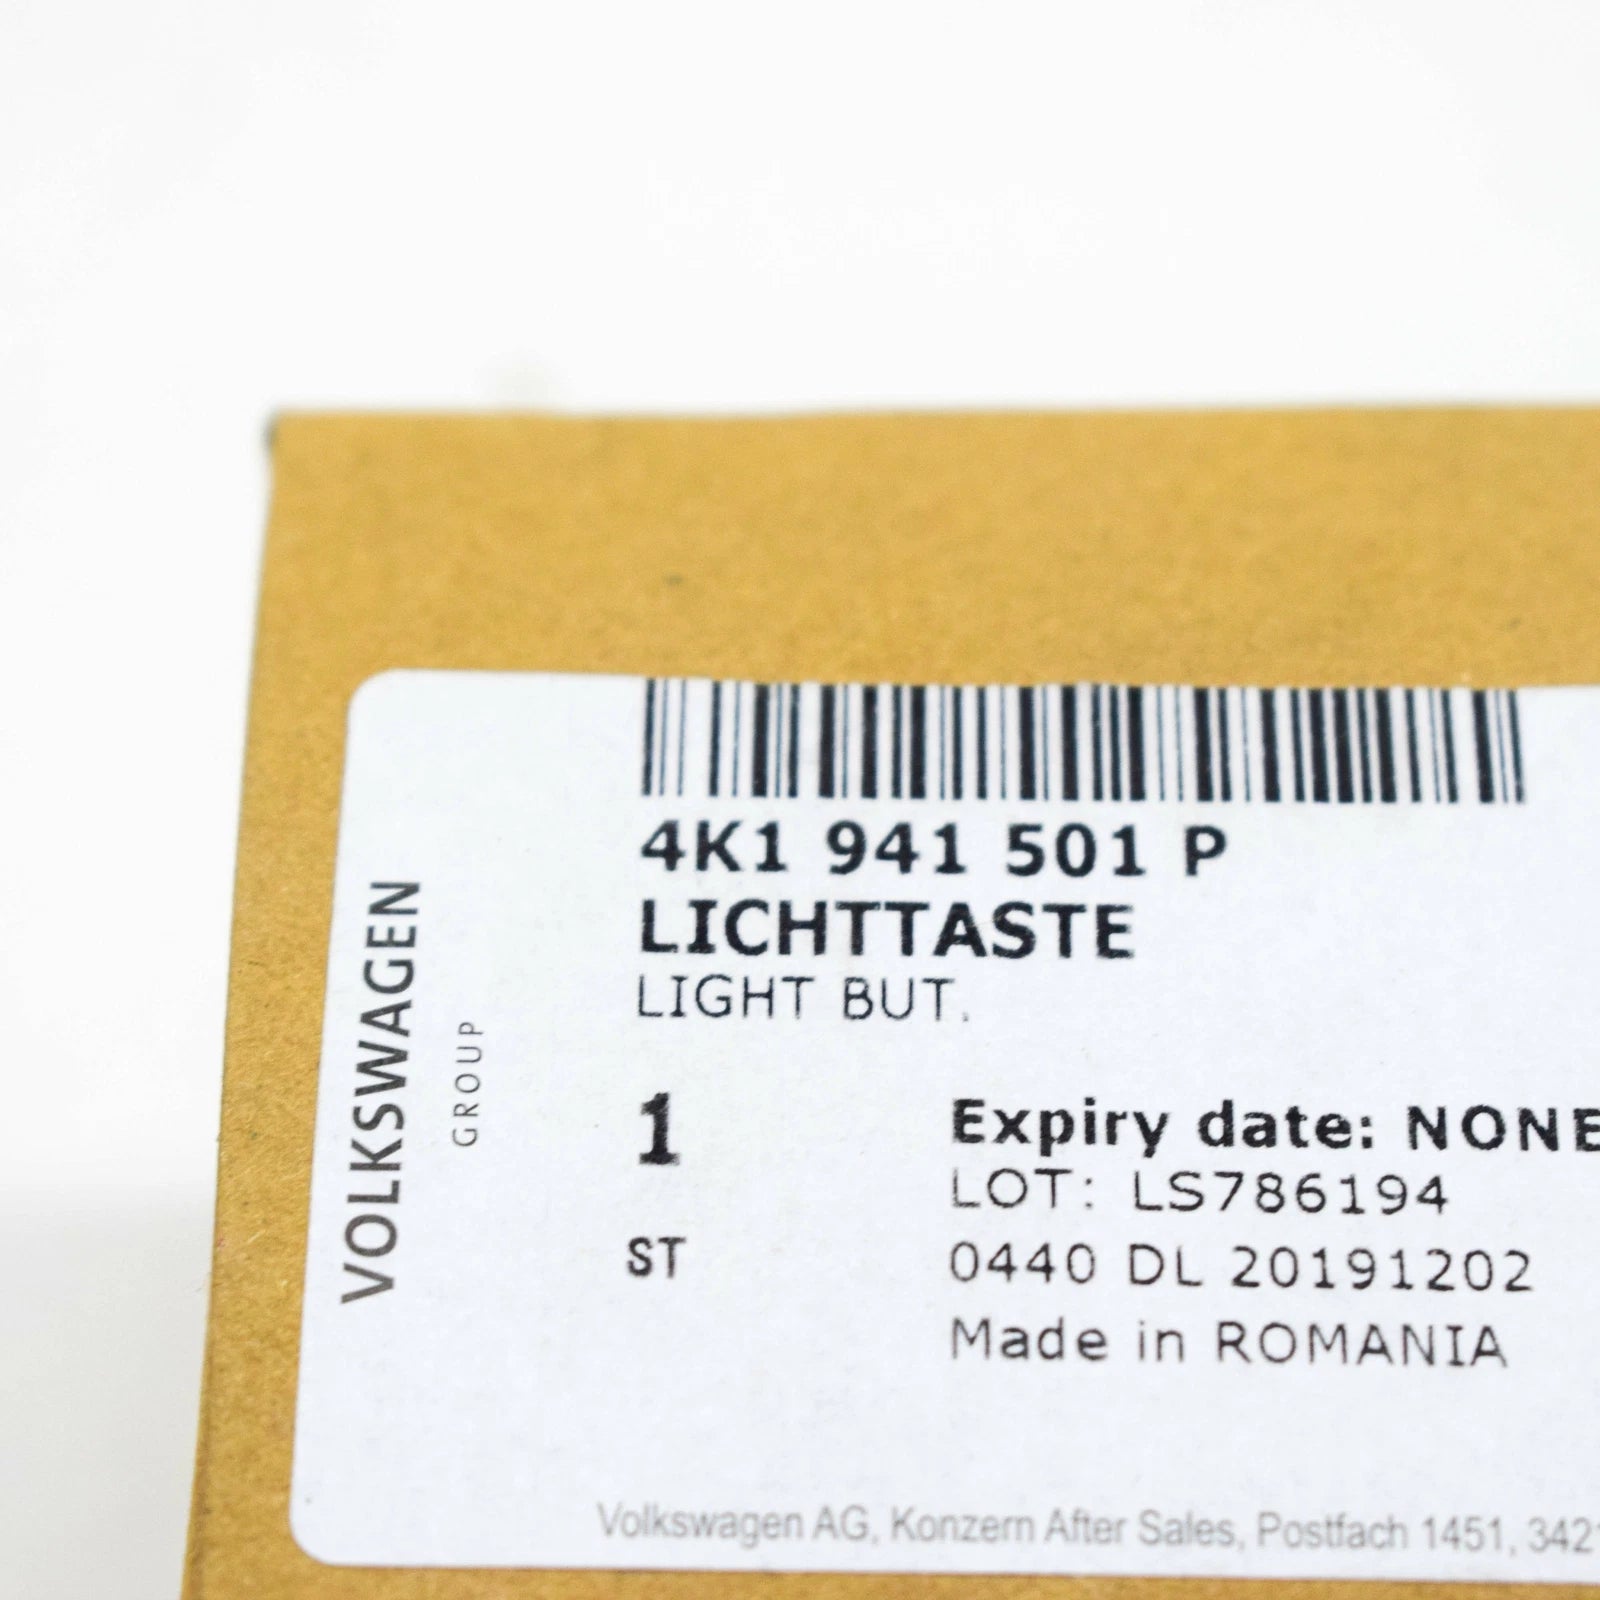 4K1 941 501 P
LICHTTASTE
LIGHT BUT.
VOLKSWAGEN
GROUP
1
ST
Expiry date: NONE
LOT: LS786194
0440 DL 20191202
Made in ROMANIA
Volkswagen AG, Konzern After Sales, Postfach 1451, 342